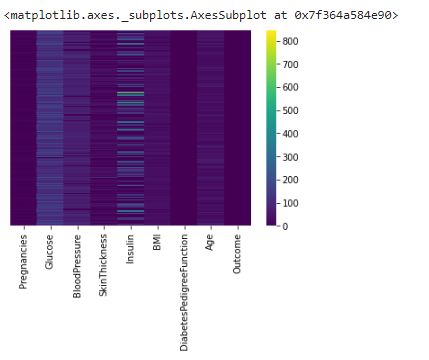 <matplotlib.axes._subplots.AxesSubplot at 0x7f364a584e90>
800
700
600
500
400
300
200
100
0
Pregnancies
Glucose
BloodPressure
SkinThickness
Insulin
BMI
DiabetesPedigreeFunction
Age
Outcome